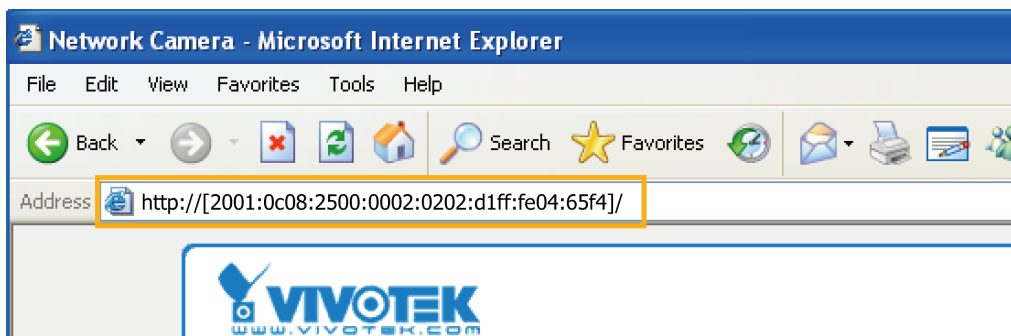 Network Camera - Microsoft Internet Explorer
File Edit View Favorites Tools Help
Back Search Favorites
Address http://[2001:0c08:2500:0002:0202:d1ff:fe04:65f4]/
VIVOTEK
www.vivotek.com